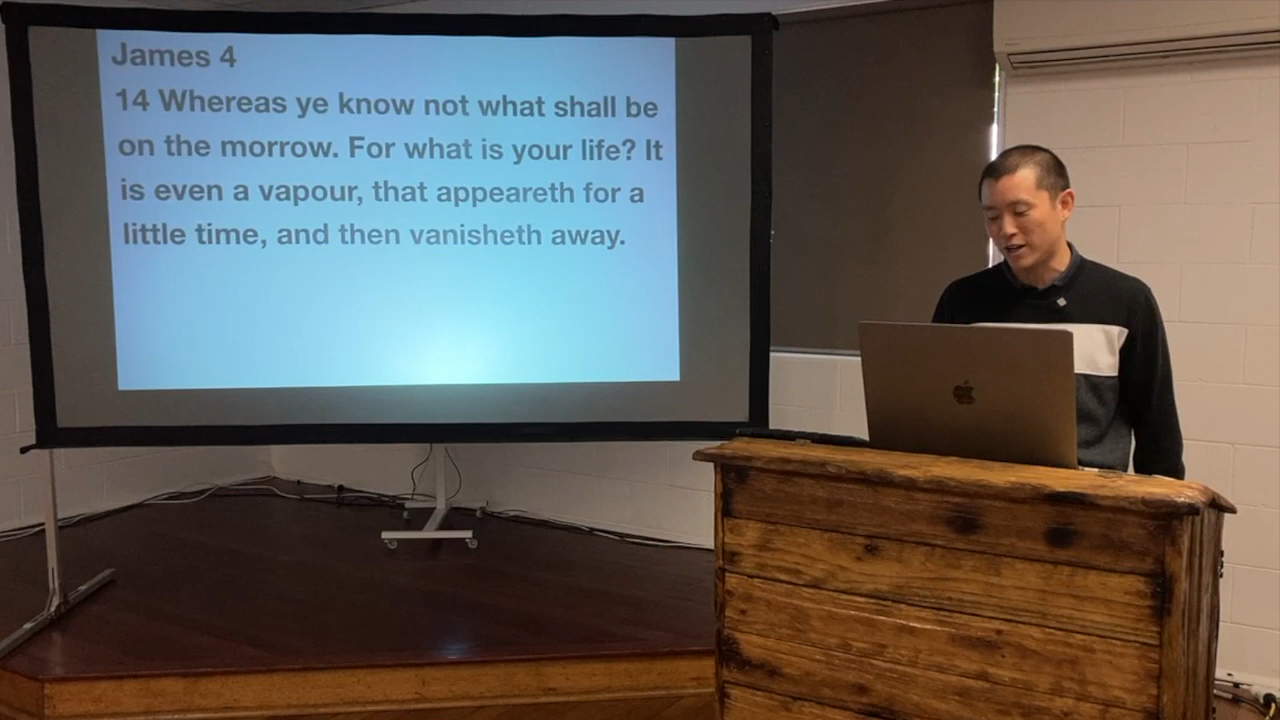 James 4
14 Whereas ye know not what shall be
on the morrow. For what is your life? It
is even a vapour, that appeareth for a
little time, and then vanisheth away.